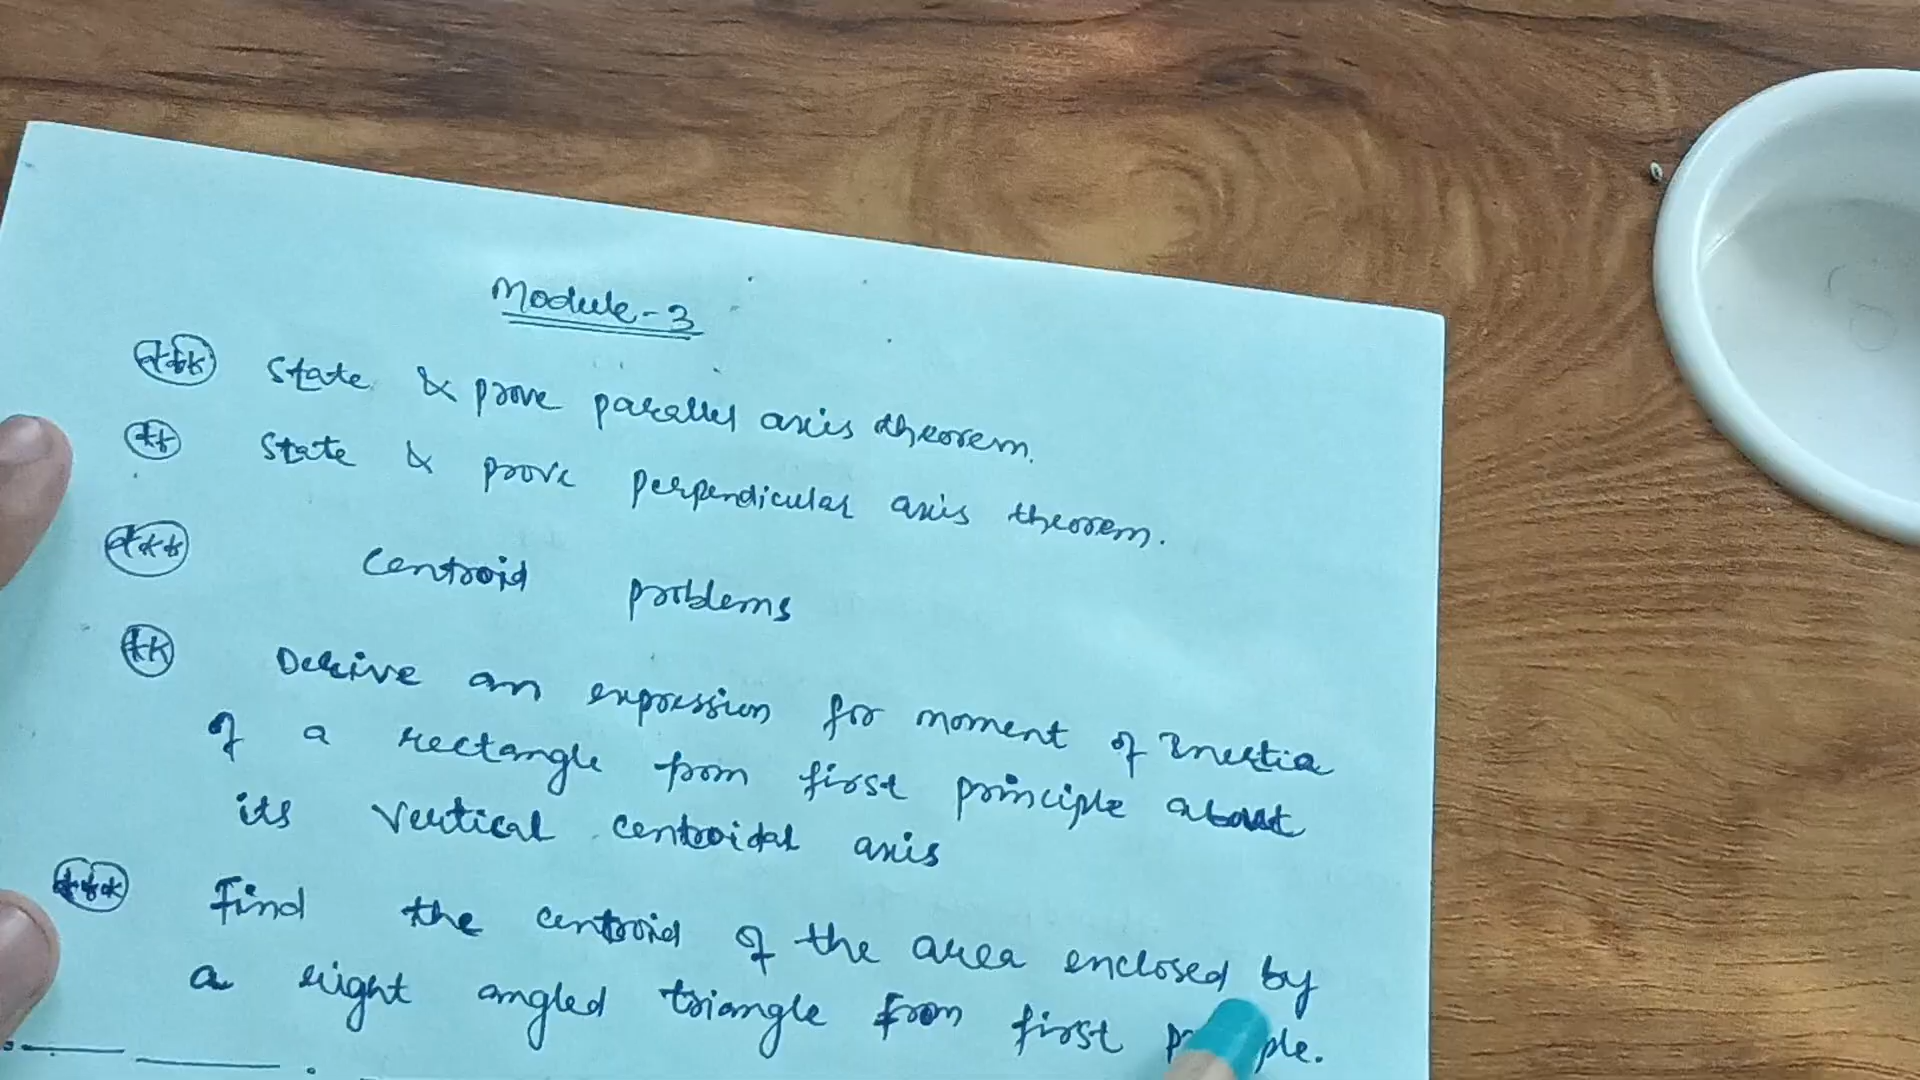 Module-3
*** State & prove parallel axis theorem.
** State & prove perpendicular axis theorem.
*** Centroid problems
** Derive an expression for moment of Inertia
of a rectangle from first principle about
its vertical centroidal axis
*** Find the centroid of the area enclosed by
a right angled triangle from first